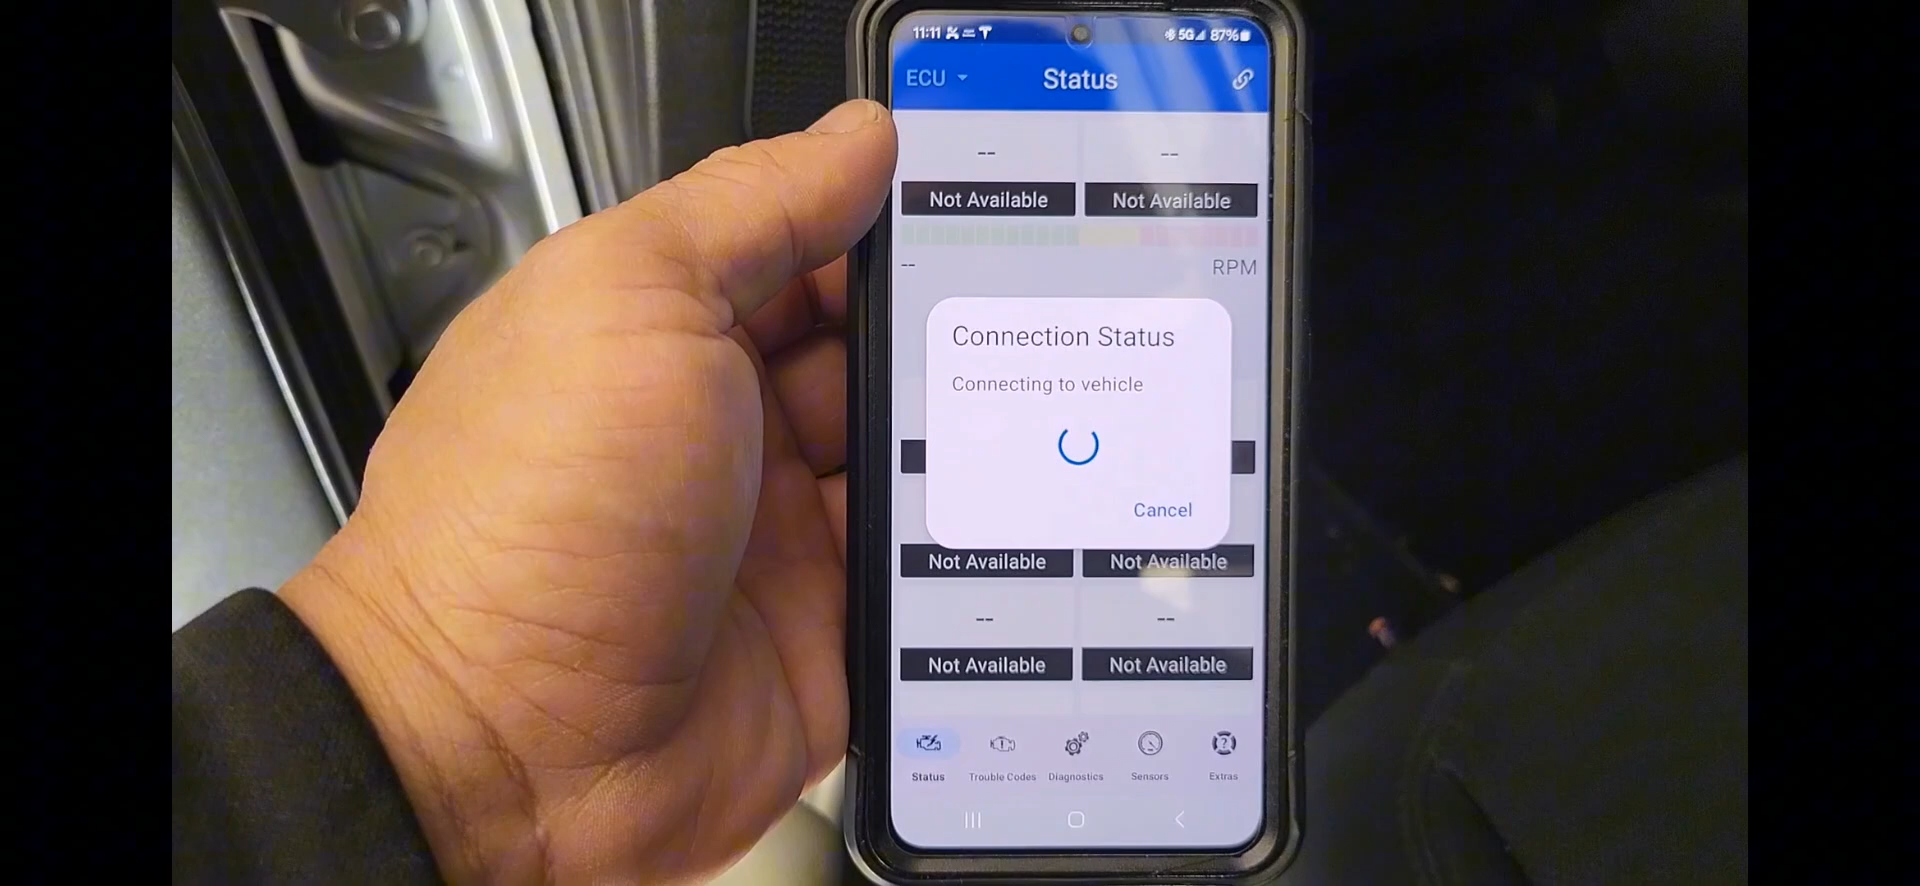 11:11 5G 87%
ECU Status
-- --
Not Available Not Available
-- RPM
Connection Status
Connecting to vehicle
Cancel
Not Available Not Available
-- --
Not Available Not Available
Status Trouble Codes Diagnostics Sensors Extras